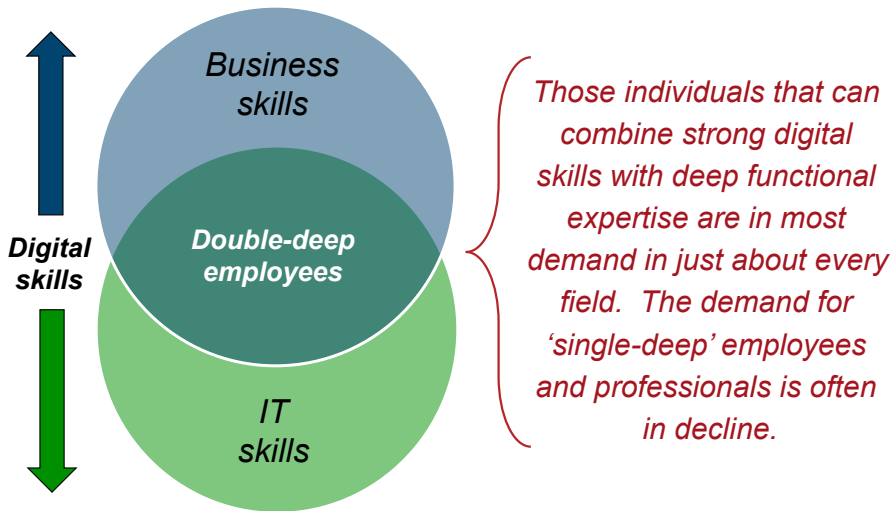 Business
skills
Double-deep
employees
Digital
skills
IT
skills
Those individuals that can
combine strong digital
skills with deep functional
expertise are in most
demand in just about every
field.  The demand for
‘single-deep’ employees
and professionals is often
in decline.